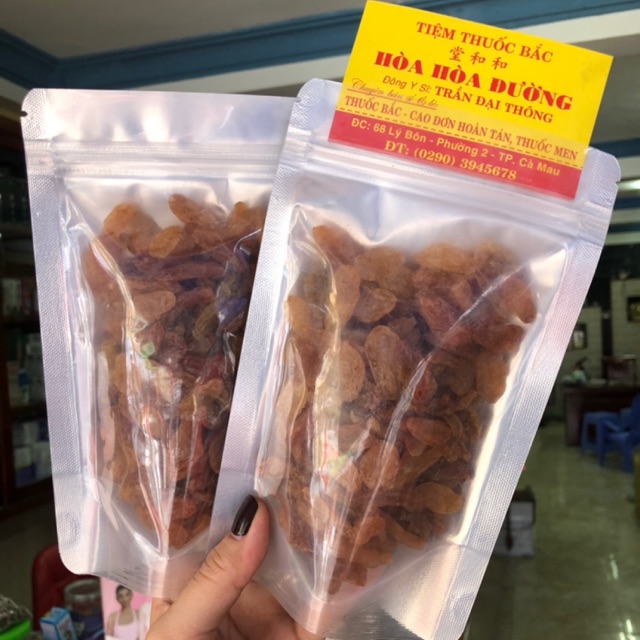 TIỆM THUỐC BẮC
堂和和
HÒA HÒA DƯỜNG
Đông Y Sĩ: TRẦN ĐẠI THÔNG
THUỐC BẮC - CAO ĐƠN HOÀN TÁN, THUỐC MEN
ĐC: 68 Lý Bôn - Phường 2 - TP. Cà Mau
ĐT: (0290) 3945678